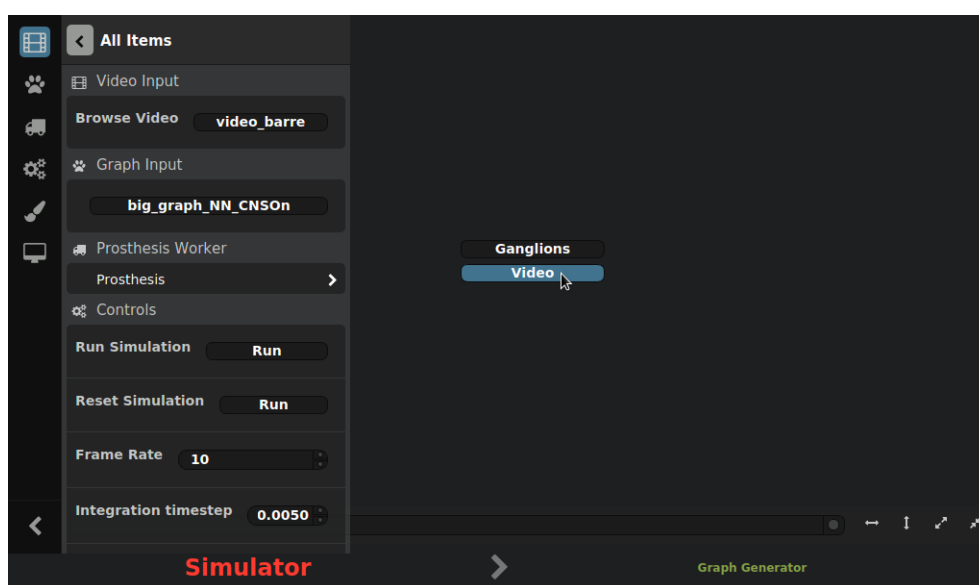 All Items
Video Input
Browse Video video_barre
Graph Input
big_graph_NN_CNSOn
Prosthesis Worker
Prosthesis
Controls
Run Simulation Run
Reset Simulation Run
Frame Rate 10
Integration timestep 0.0050
Ganglions
Video
Simulator
Graph Generator